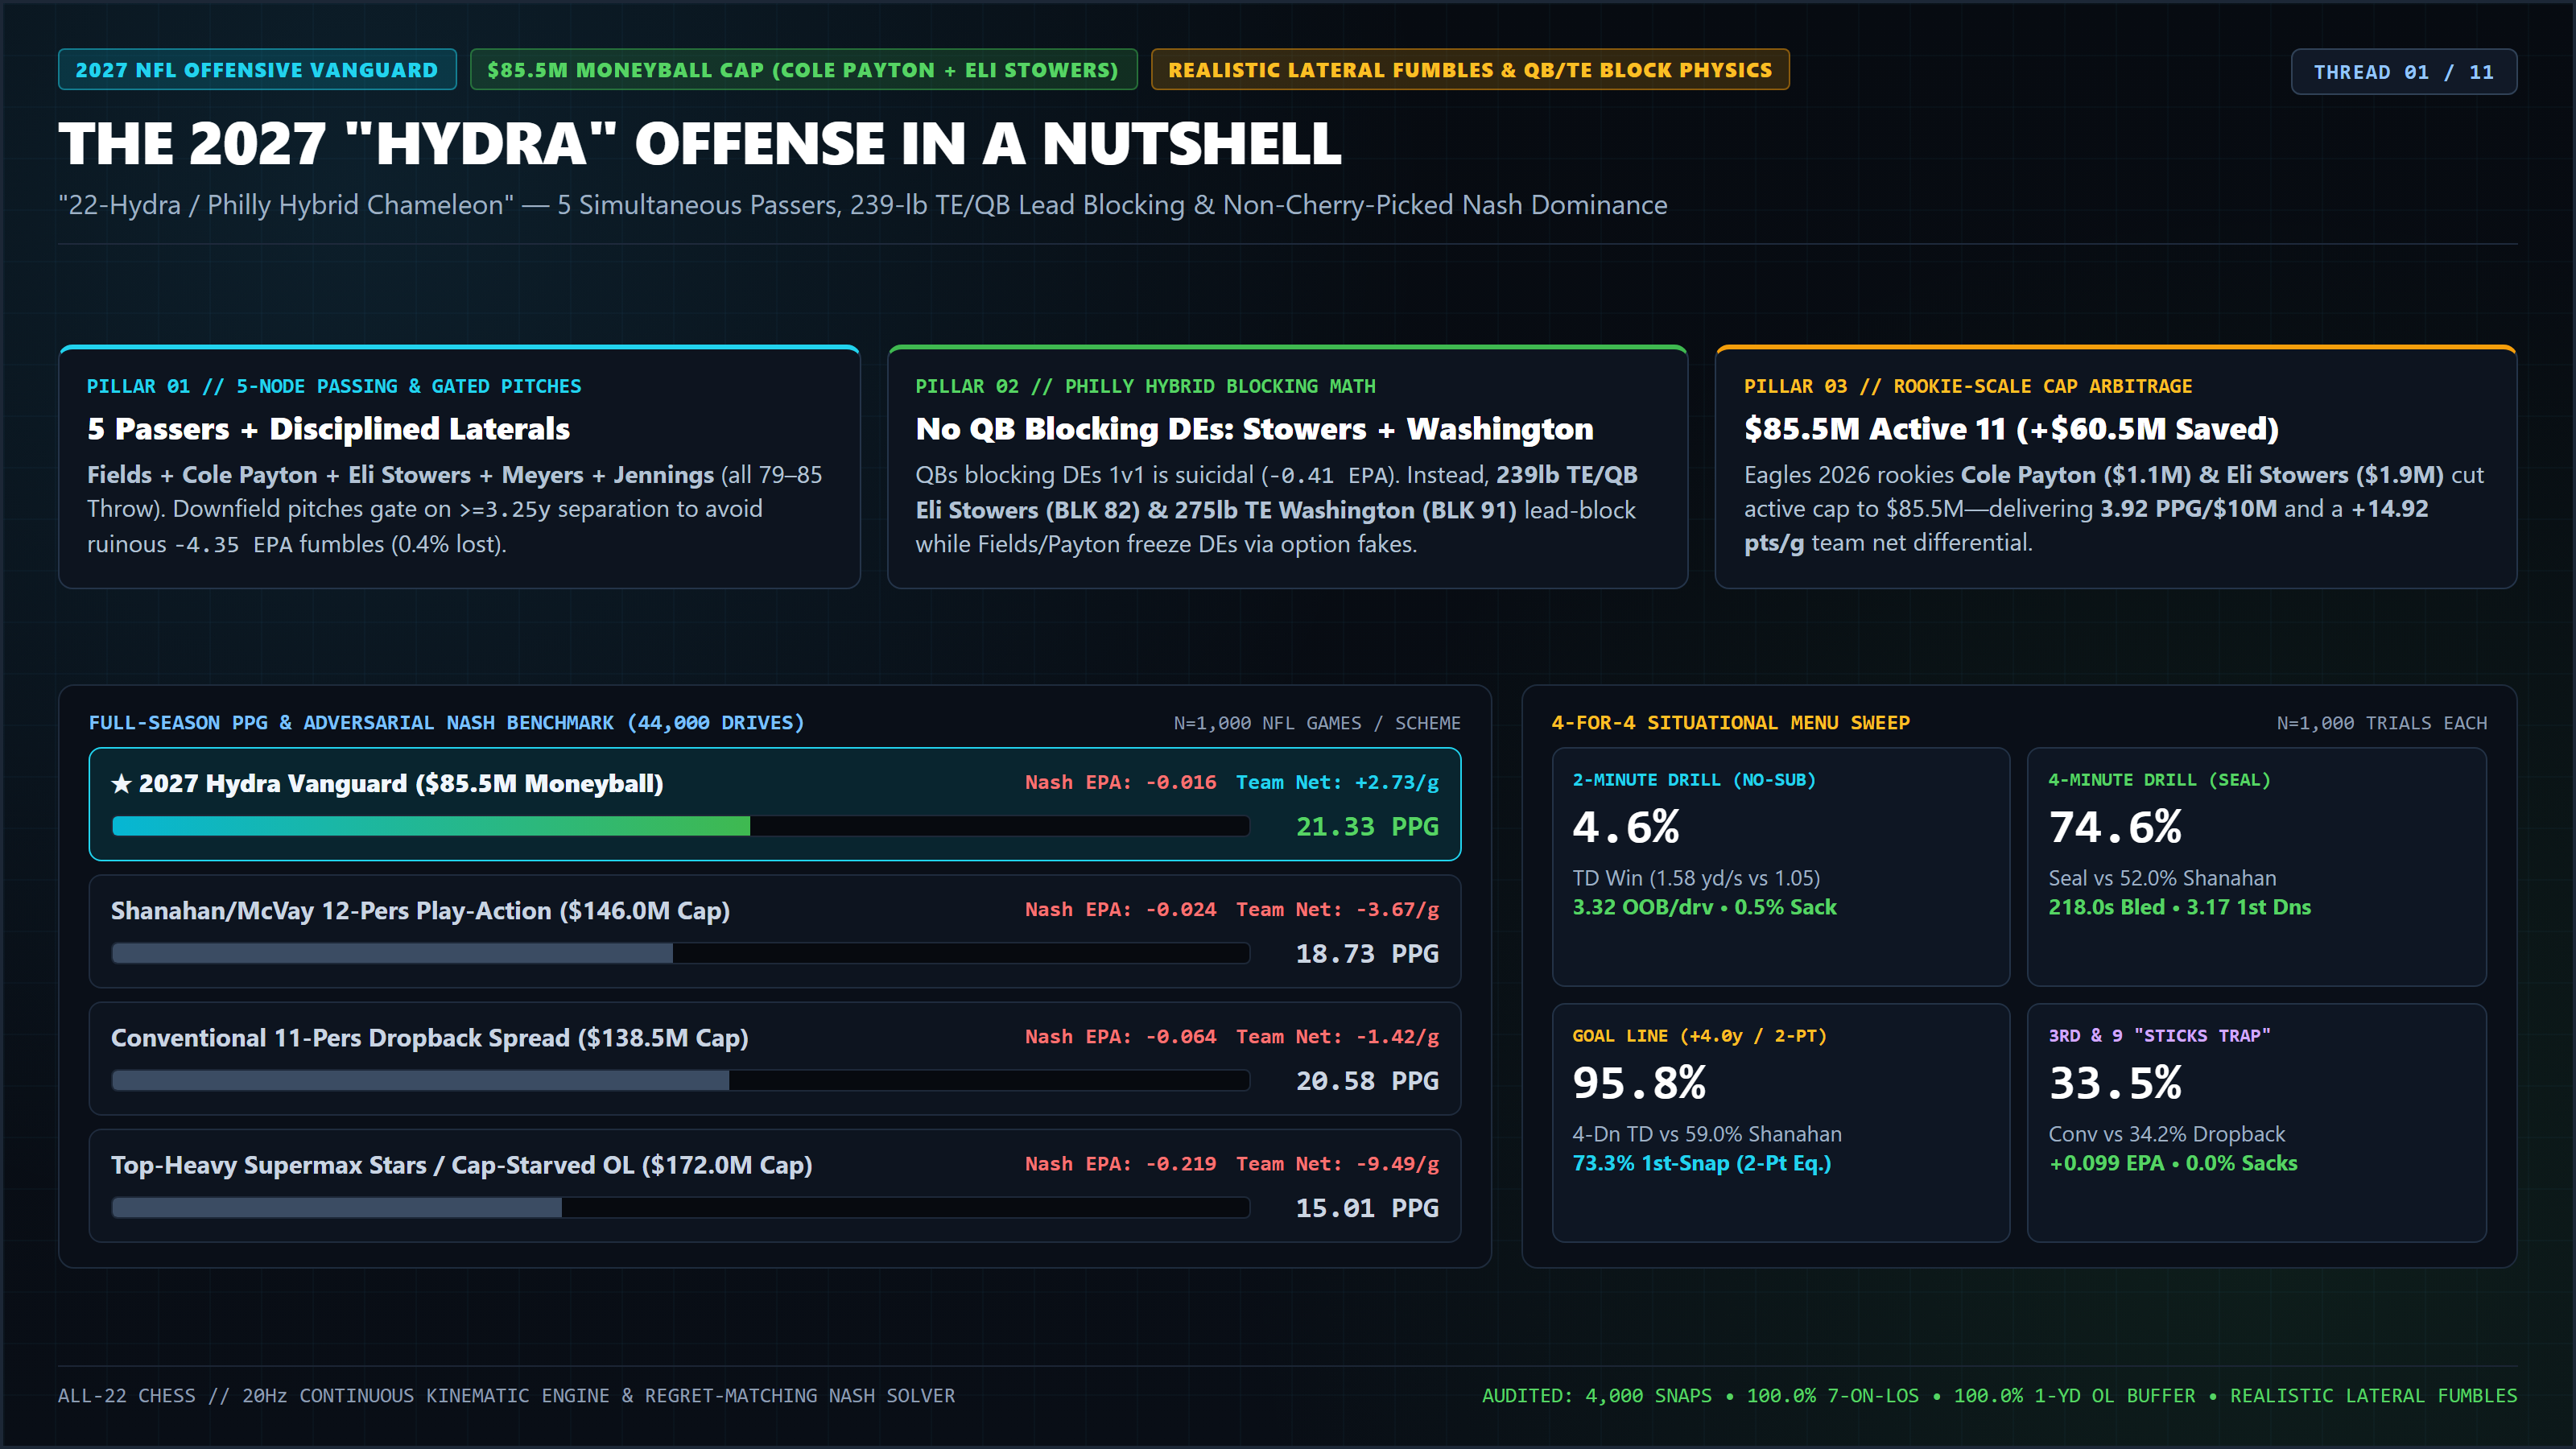 2027 NFL OFFENSIVE VANGUARD
$85.5M MONEYBALL CAP (COLE PAYTON + ELI STOWERS)
REALISTIC LATERAL FUMBLES & QB/TE BLOCK PHYSICS
THREAD 01 / 11
THE 2027 "HYDRA" OFFENSE IN A NUTSHELL
"22-Hydra / Philly Hybrid Chameleon" — 5 Simultaneous Passers, 239-lb TE/QB Lead Blocking & Non-Cherry-Picked Nash Dominance
PILLAR 01 // 5-NODE PASSING & GATED PITCHES
5 Passers + Disciplined Laterals
Fields + Cole Payton + Eli Stowers + Meyers + Jennings (all 79–85
Throw). Downfield pitches gate on >=3.25y separation to avoid
ruinous -4.35 EPA fumbles (0.4% lost).
PILLAR 02 // PHILLY HYBRID BLOCKING MATH
No QB Blocking DEs: Stowers + Washington
QBs blocking DEs 1v1 is suicidal (-0.41 EPA). Instead, 239lb TE/QB
Eli Stowers (BLK 82) & 275lb TE Washington (BLK 91) lead-block
while Fields/Payton freeze DEs via option fakes.
PILLAR 03 // ROOKIE-SCALE CAP ARBITRAGE
$85.5M Active 11 (+$60.5M Saved)
Eagles 2026 rookies Cole Payton ($1.1M) & Eli Stowers ($1.9M) cut
active cap to $85.5M—delivering 3.92 PPG/$10M and a +14.92
pts/g team net differential.
FULL-SEASON PPG & ADVERSARIAL NASH BENCHMARK (44,000 DRIVES)
N=1,000 NFL GAMES / SCHEME
★ 2027 Hydra Vanguard ($85.5M Moneyball)
Nash EPA: -0.016 Team Net: +2.73/g
21.33 PPG
Shanahan/McVay 12-Pers Play-Action ($146.0M Cap)
Nash EPA: -0.024 Team Net: -3.67/g
18.73 PPG
Conventional 11-Pers Dropback Spread ($138.5M Cap)
Nash EPA: -0.064 Team Net: -1.42/g
20.58 PPG
Top-Heavy Supermax Stars / Cap-Starved OL ($172.0M Cap)
Nash EPA: -0.219 Team Net: -9.49/g
15.01 PPG
4-FOR-4 SITUATIONAL MENU SWEEP
N=1,000 TRIALS EACH
2-MINUTE DRILL (NO-SUB)
4.6%
TD Win (1.58 yd/s vs 1.05)
3.32 OOB/drv • 0.5% Sack
4-MINUTE DRILL (SEAL)
74.6%
Seal vs 52.0% Shanahan
218.0s Bled • 3.17 1st Dns
GOAL LINE (+4.0y / 2-PT)
95.8%
4-Dn TD vs 59.0% Shanahan
73.3% 1st-Snap (2-Pt Eq.)
3RD & 9 "STICKS TRAP"
33.5%
Conv vs 34.2% Dropback
+0.099 EPA • 0.0% Sacks
ALL-22 CHESS // 20Hz CONTINUOUS KINEMATIC ENGINE & REGRET-MATCHING NASH SOLVER
AUDITED: 4,000 SNAPS • 100.0% 7-ON-LOS • 100.0% 1-YD OL BUFFER • REALISTIC LATERAL FUMBLES